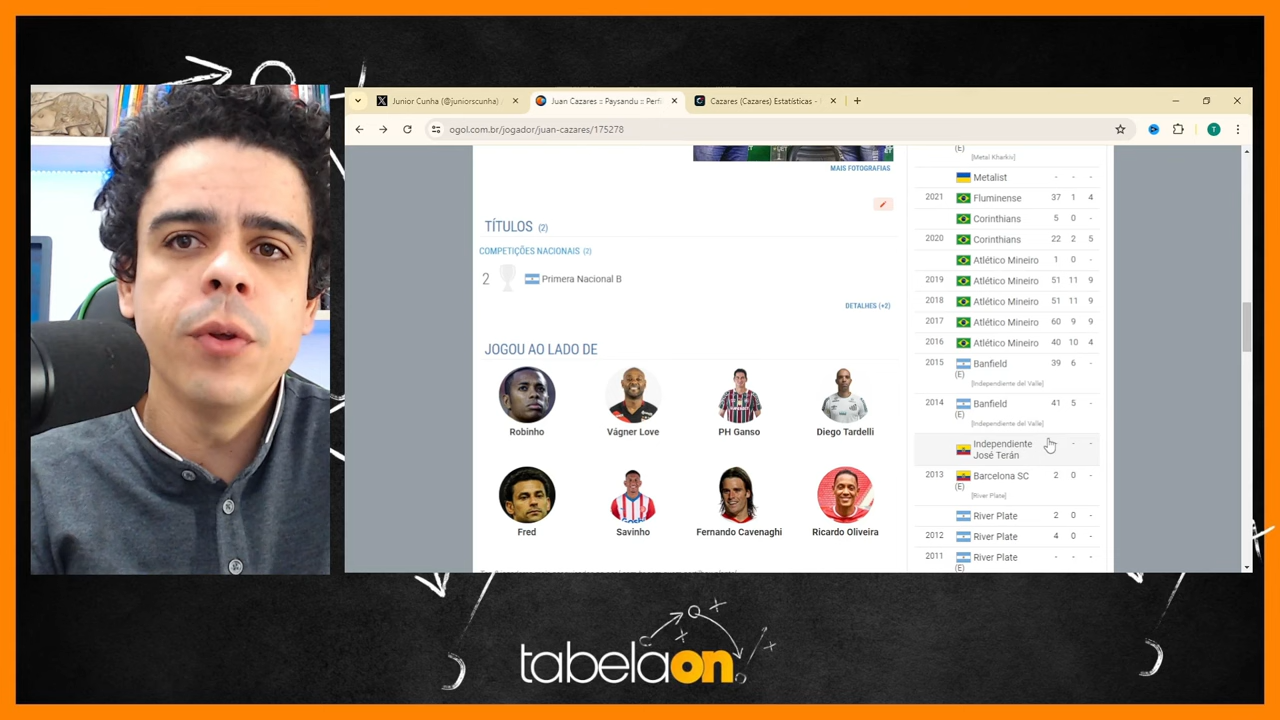 Junior Cunha (@juniorscunha)
Juan Cazares :: Paysandu :: Perfi
Cazares (Cazares) Estatísticas -
ogol.com.br/jogador/juan-cazares/175278
T
MAIS FOTOGRAFIAS
TÍTULOS (2)
COMPETIÇÕES NACIONAIS (2)
2 Primera Nacional B
DETALHES (+2)
JOGOU AO LADO DE
Robinho
Vágner Love
PH Ganso
Diego Tardelli
Fred
Savinho
Fernando Cavenaghi
Ricardo Oliveira
(E)
[Metal Kharkiv]
Metalist - - -
2021 Fluminense 37 1 4
Corinthians 5 0 -
2020 Corinthians 22 2 5
Atlético Mineiro 1 0 -
2019 Atlético Mineiro 51 11 9
2018 Atlético Mineiro 51 11 9
2017 Atlético Mineiro 60 9 9
2016 Atlético Mineiro 40 10 4
2015 Banfield 39 6 -
(E)
[Independiente del Valle]
2014 Banfield 41 5 -
(E)
[Independiente del Valle]
Independiente - -
José Terán
2013 Barcelona SC 2 0 -
(E)
[River Plate]
River Plate 2 0 -
2012 River Plate 4 0 -
2011 River Plate - - -
(E)
tabelaon